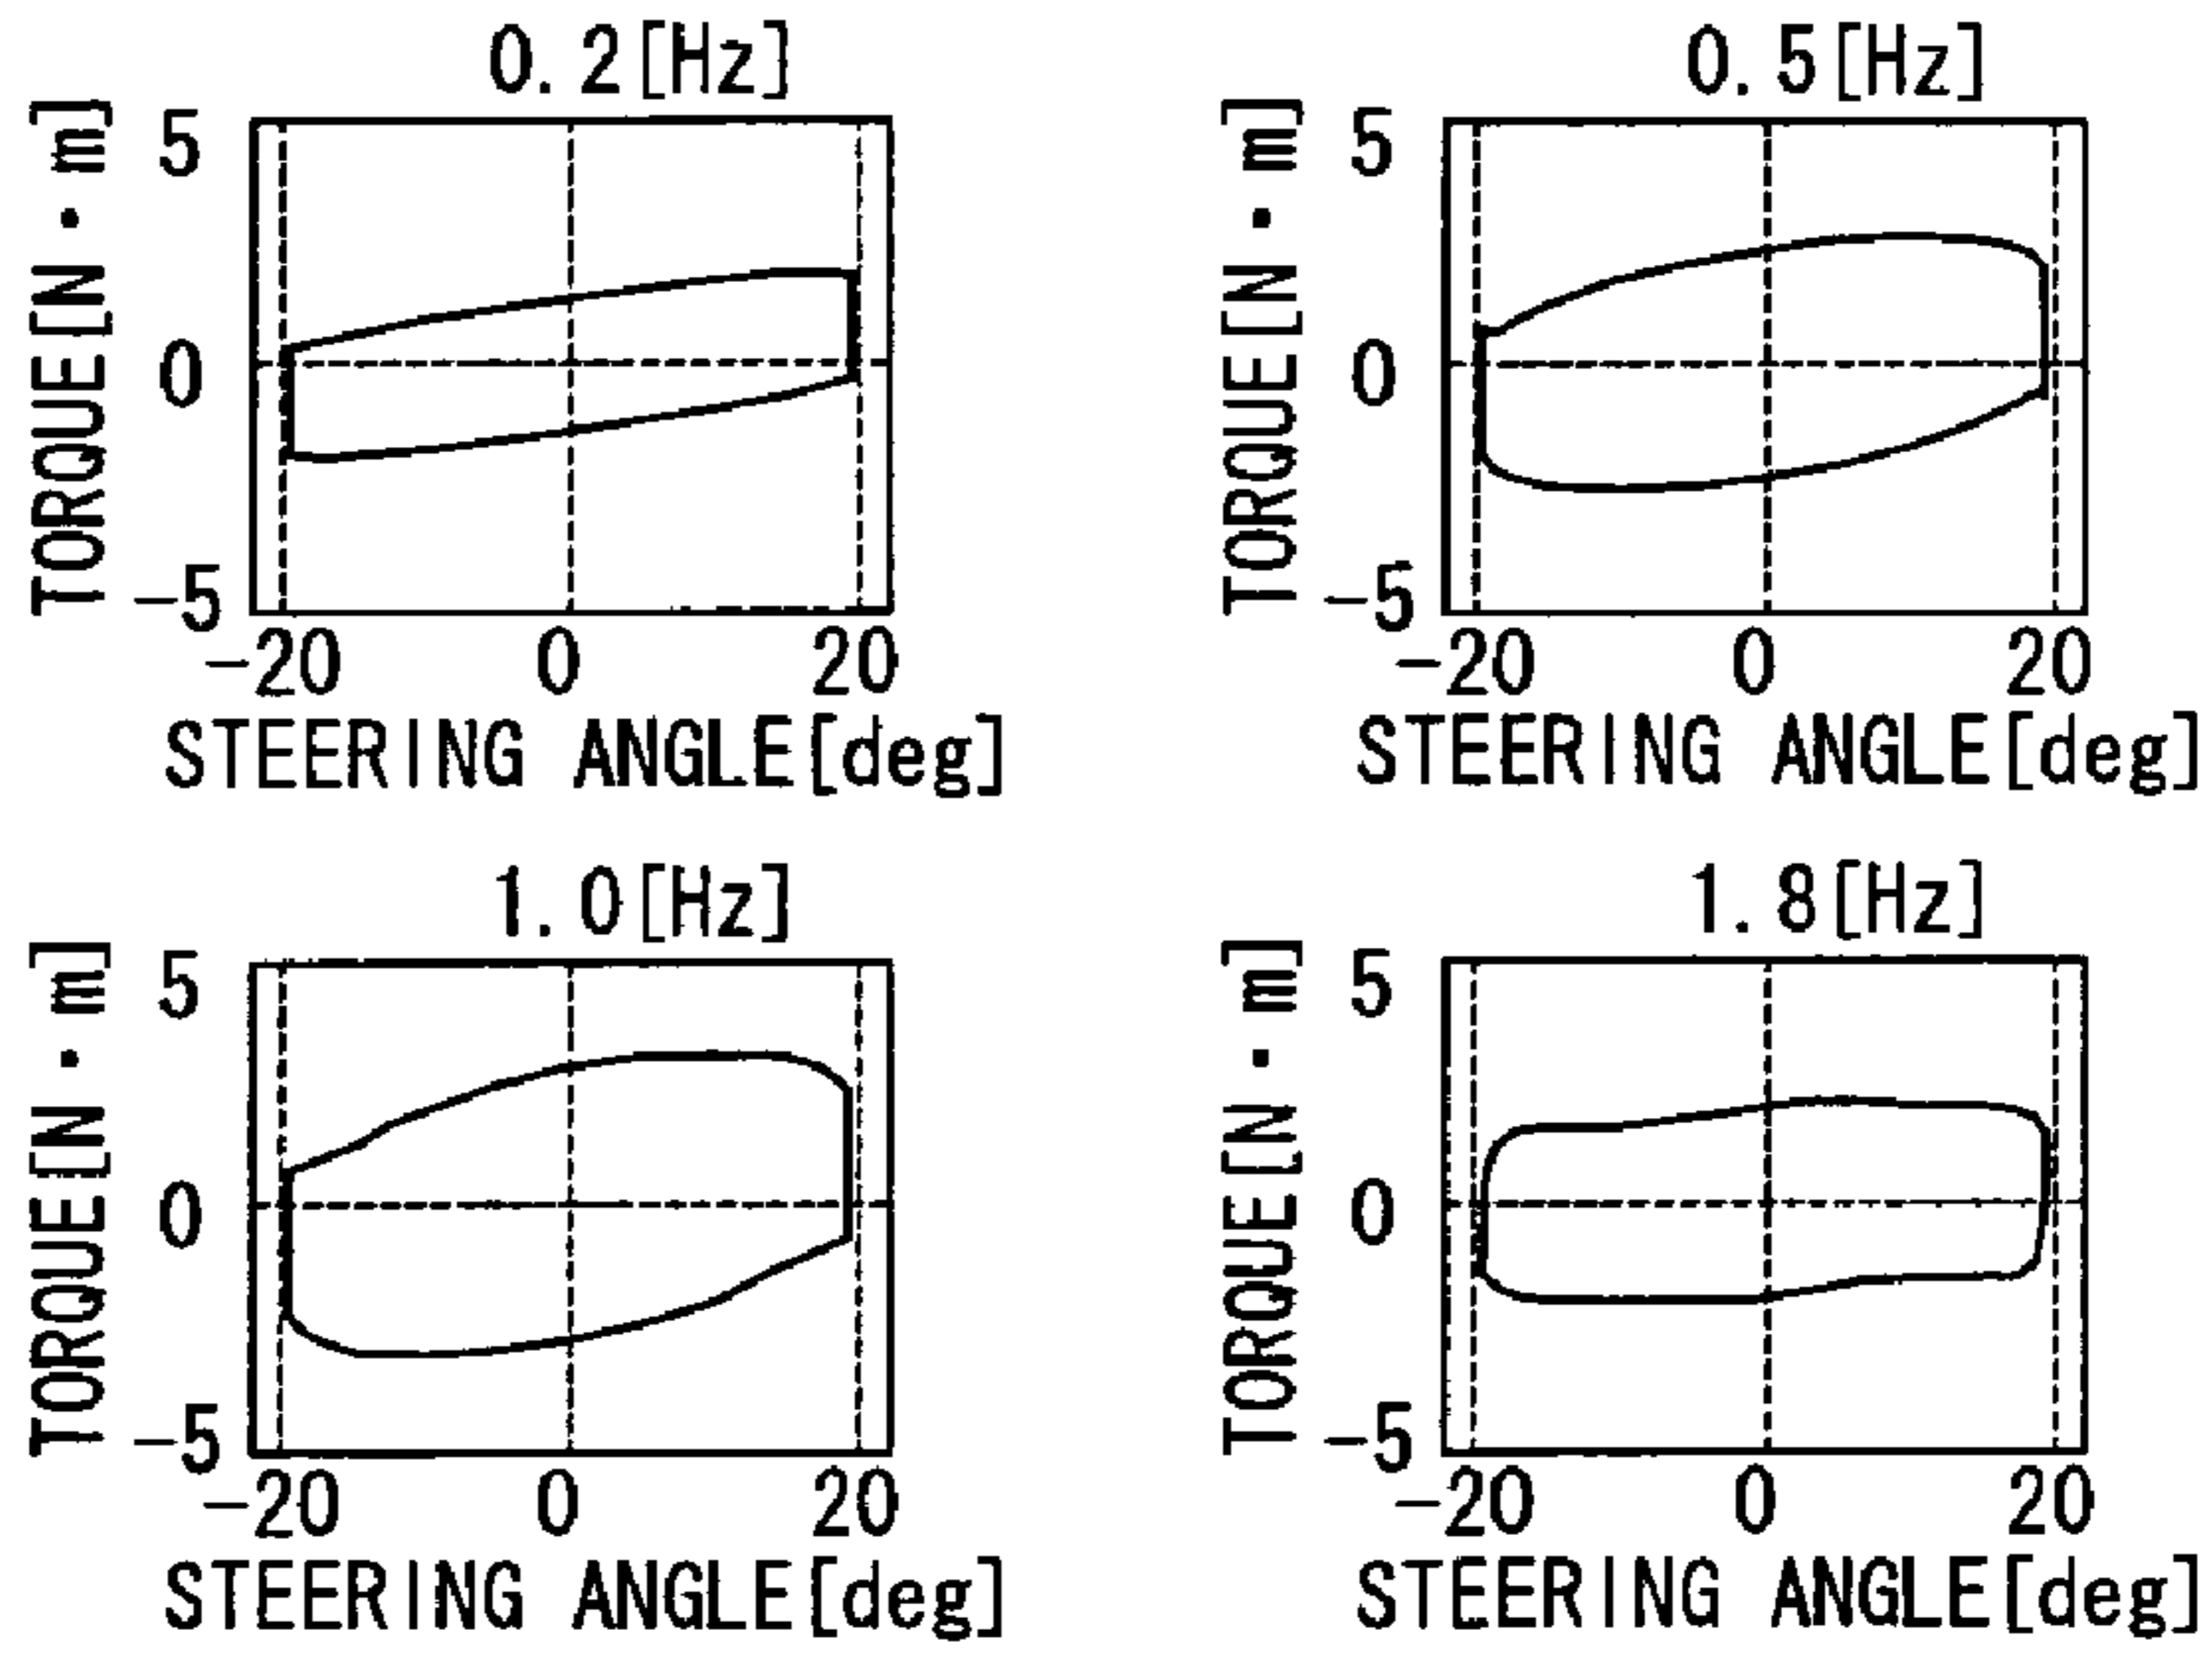 0.2[Hz]
TORQUE[N・m]
5
0
-5
-20 0 20
STEERING ANGLE[deg]
0.5[Hz]
TORQUE[N・m]
5
0
-5
-20 0 20
STEERING ANGLE[deg]
1.0[Hz]
TORQUE[N・m]
5
0
-5
-20 0 20
STEERING ANGLE[deg]
1.8[Hz]
TORQUE[N・m]
5
0
-5
-20 0 20
STEERING ANGLE[deg]